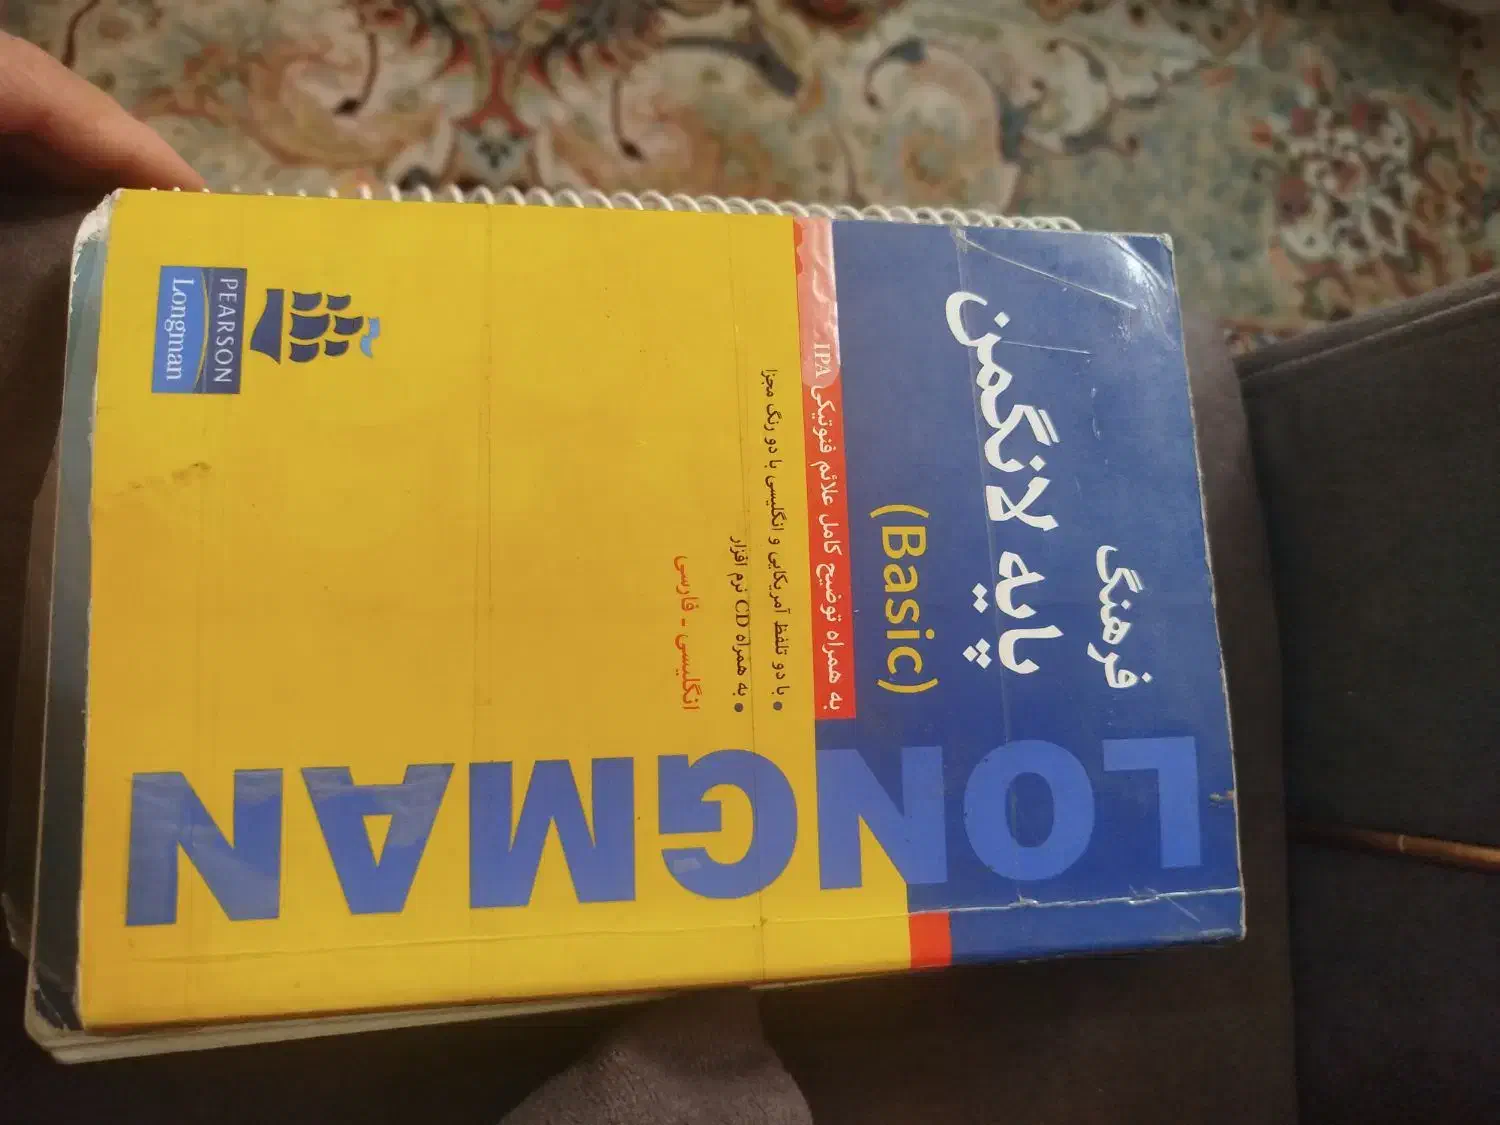 فرهنگ
پایه لانگمن
(Basic)
به همراه توضیح کامل علائم فنوتیکی IPA
با دو تلفظ آمریکایی و انگلیسی با دو رنگ مجزا
به همراه CD نرم افزار
انگلیسی - فارسی
LONGMAN
PEARSON
Longman